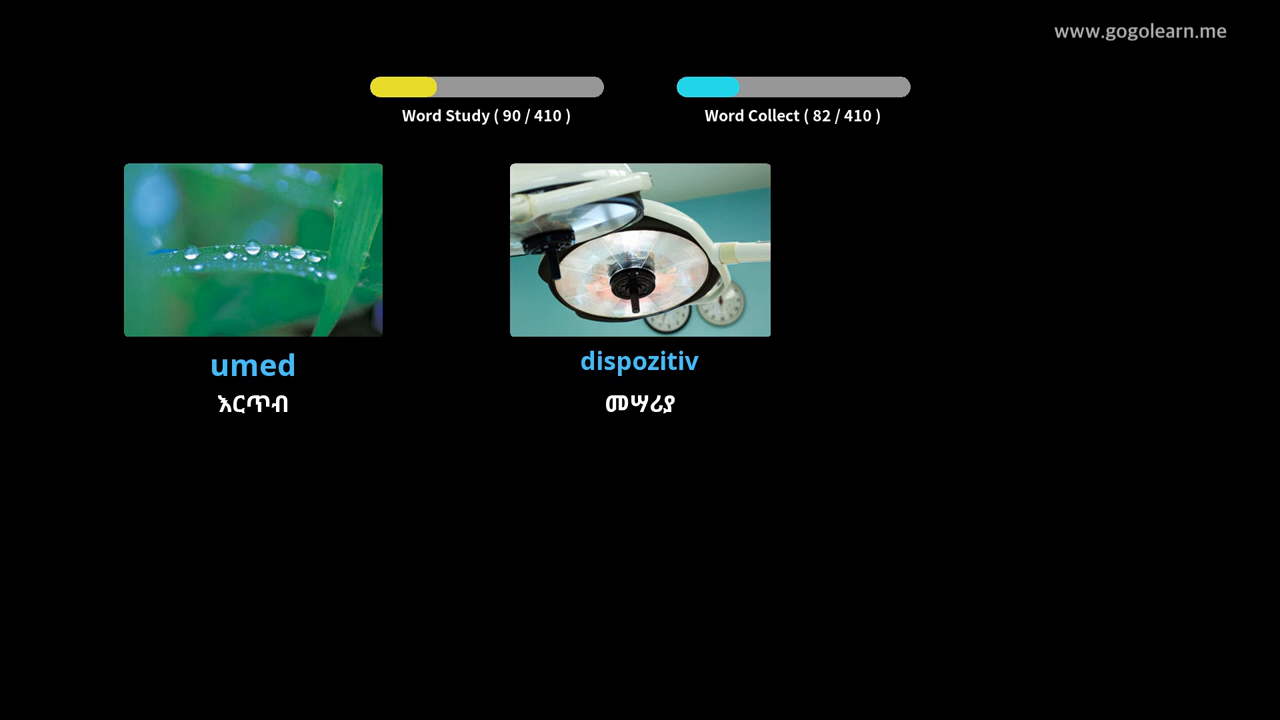 www.gogolearn.me
Word Study ( 90 / 410 )
Word Collect ( 82 / 410 )
umed
እርጥብ
dispozitiv
መሣሪያ